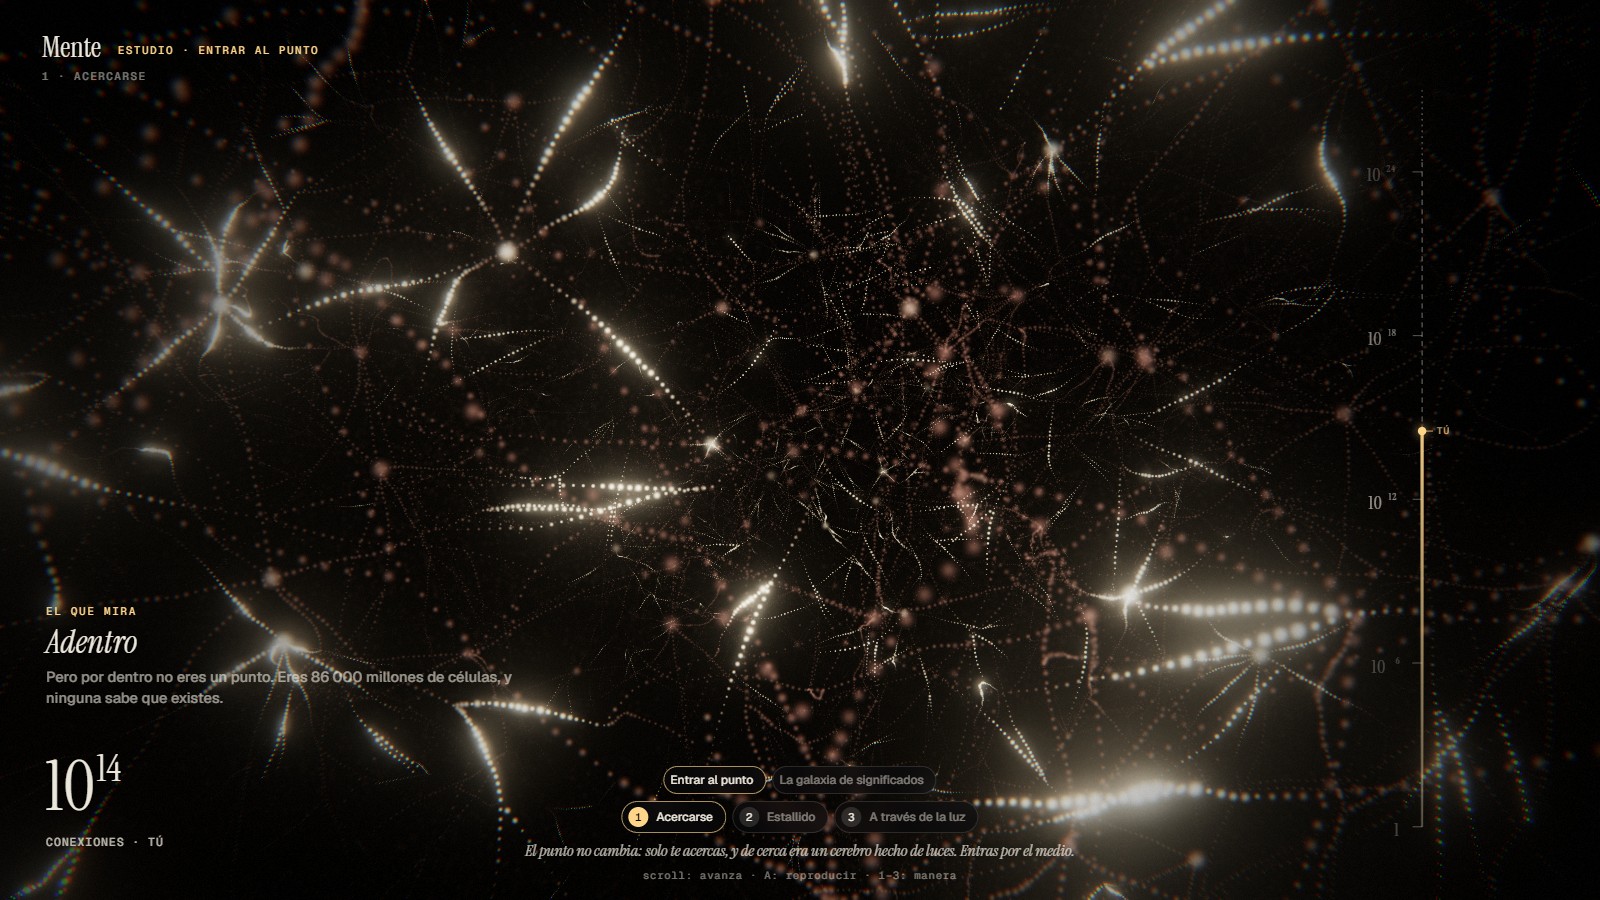 Mente ESTUDIO · ENTRAR AL PUNTO
1 · ACERCARSE
10 24
10 18
TÚ
10 12
10 6
1
EL QUE MIRA
Adentro
Pero por dentro no eres un punto. Eres 86 000 millones de células, y
ninguna sabe que existes.
10 14
CONEXIONES · TÚ
Entrar al punto La galaxia de significados
1 Acercarse 2 Estallido 3 A través de la luz
El punto no cambia: solo te acercas, y de cerca era un cerebro hecho de luces. Entras por el medio.
scroll: avanza · A: reproducir · 1–3: manera